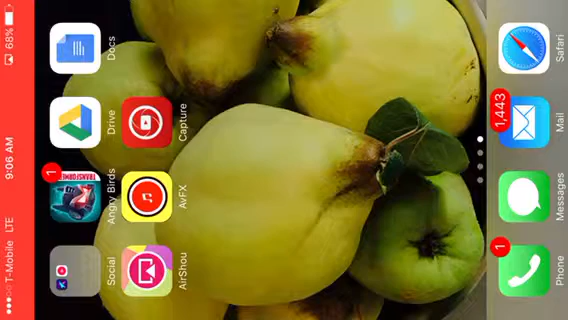 T-Mobile LTE
9:06 AM
68%
Social
Angry Birds
Drive
Docs
AirShou
AvFX
Capture
1
TRANSFORMERS
Phone
Messages
Mail
Safari
1
1,443